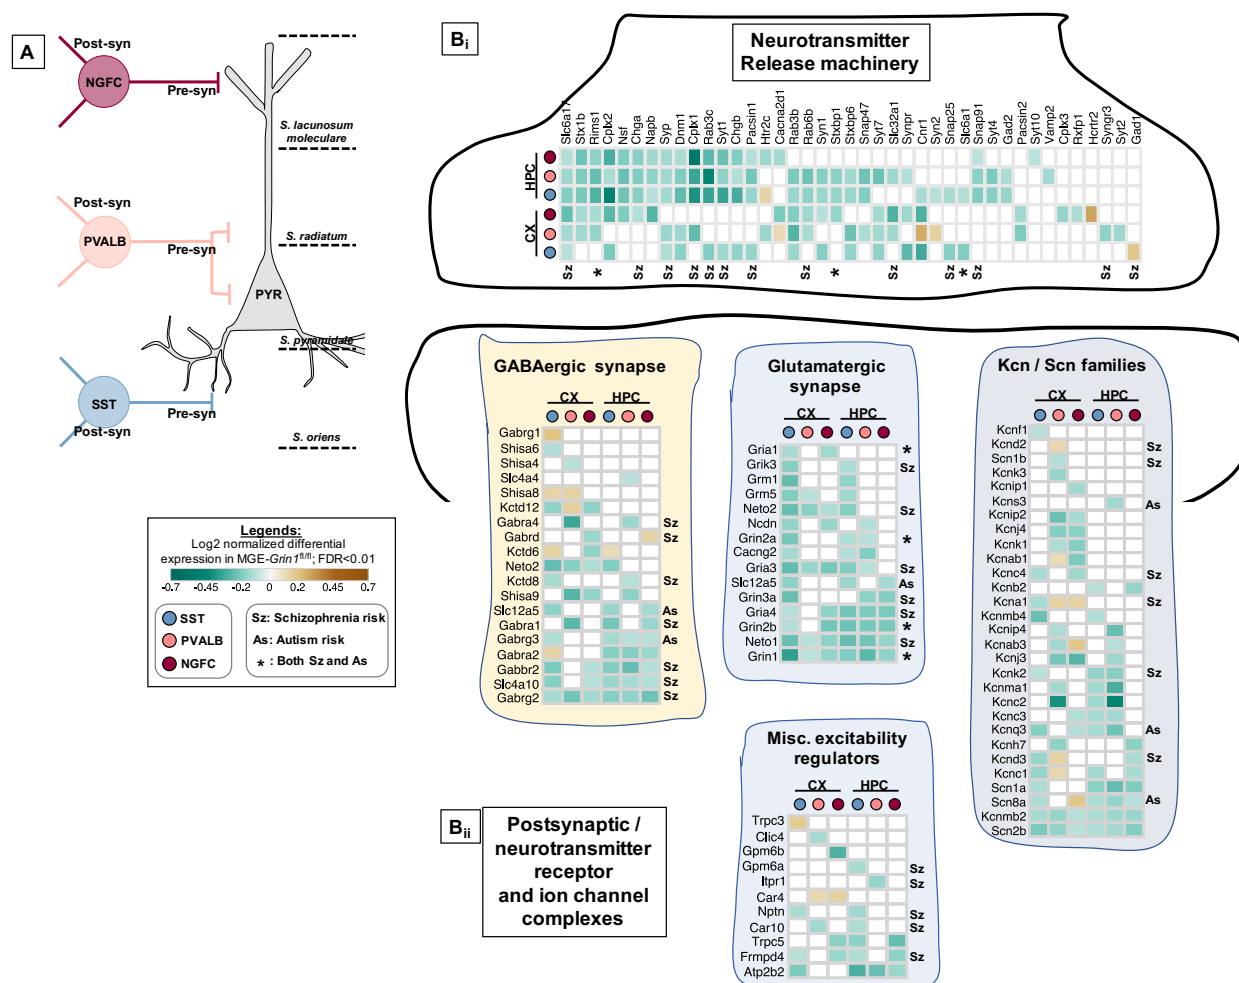 A
Post-syn
NGFC
Pre-syn
S. lacunosum
moleculare
Post-syn
PVALB
Pre-syn
S. radiatum
PYR
S. pyramidale
SST
Pre-syn
Post-syn
S. oriens
Legends:
Log2 normalized differential
expression in MGE-Grin1fl/fl; FDR<0.01
-0.7 -0.45 -0.2 0 0.2 0.45 0.7
SST
PVALB
NGFC
Sz: Schizophrenia risk
As: Autism risk
* : Both Sz and As
Bi
Neurotransmitter
Release machinery
Slc6a17 Stx1b Rims1 Cplx2 Nsf Chga Napb Syp Dnm1 Cplx1 Rab3c Syt1 Chgb Pacsin1 Htr2c Cacna2d1 Rab3b Rab6b Syn1 Stxbp1 Stxbp6 Snap47 Syt7 Slc32a1 Synpr Cnr1 Syn2 Snap25 Slc6a1 Snap91 Syt4 Gad2 Pacsin2 Syt10 Vamp2 Cplx3 Rxfp1 Hcrtr2 Syngr3 Syt2 Gad1
HPC
CX
Sz * Sz Sz Sz Sz Sz Sz Sz * Sz Sz * Sz Sz Sz
GABAergic synapse
CX HPC
Gabrg1
Shisa6
Shisa4
Slc4a4
Shisa8
Kctd12
Gabra4 Sz
Gabrd Sz
Kctd6
Neto2
Kctd8 Sz
Shisa9
Slc12a5 As
Gabra1 Sz
Gabrg3 As
Gabra2
Gabbr2 Sz
Slc4a10 Sz
Gabrg2 Sz
Glutamatergic
synapse
CX HPC
Gria1 *
Grik3 Sz
Grm1
Grm5
Neto2 Sz
Ncdn
Grin2a *
Cacng2
Gria3 Sz
Slc12a5 As
Grin3a Sz
Gria4 Sz
Grin2b *
Neto1 Sz
Grin1 *
Kcn / Scn families
CX HPC
Kcnf1
Kcnd2 Sz
Scn1b Sz
Kcnk3
Kcnip1
Kcns3 As
Kcnip2
Kcnj4
Kcnk1
Kcnab1
Kcnc4 Sz
Kcnb2
Kcna1 Sz
Kcnmb4
Kcnip4
Kcnab3
Kcnj3
Kcnk2 Sz
Kcnma1
Kcnc2
Kcnc3
Kcnq3 As
Kcnh7
Kcnd3 Sz
Kcnc1
Scn1a
Scn8a As
Kcnmb2
Scn2b
Bii
Postsynaptic /
neurotransmitter
receptor
and ion channel
complexes
Misc. excitability
regulators
CX HPC
Trpc3
Clic4
Gpm6b
Gpm6a Sz
Itpr1 Sz
Car4
Nptn Sz
Car10 Sz
Trpc5
Frmpd4 Sz
Atp2b2